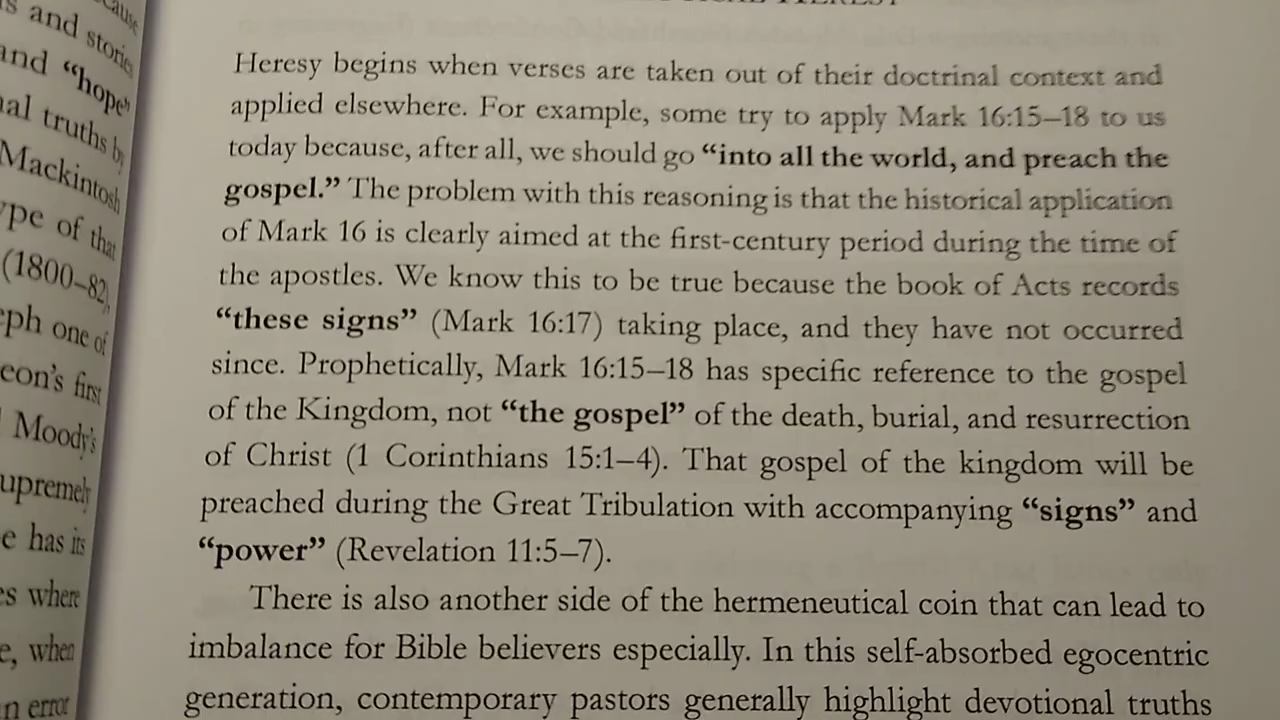 and stories
and “hope”
truths by
Mackintosh
of that
(1800–82),
one of
first
Moody’s
has its
where
when
error
Heresy begins when verses are taken out of their doctrinal context and
applied elsewhere. For example, some try to apply Mark 16:15–18 to us
today because, after all, we should go “into all the world, and preach the
gospel.” The problem with this reasoning is that the historical application
of Mark 16 is clearly aimed at the first-century period during the time of
the apostles. We know this to be true because the book of Acts records
“these signs” (Mark 16:17) taking place, and they have not occurred
since. Prophetically, Mark 16:15–18 has specific reference to the gospel
of the Kingdom, not “the gospel” of the death, burial, and resurrection
of Christ (1 Corinthians 15:1–4). That gospel of the kingdom will be
preached during the Great Tribulation with accompanying “signs” and
“power” (Revelation 11:5–7).
There is also another side of the hermeneutical coin that can lead to
imbalance for Bible believers especially. In this self-absorbed egocentric
generation, contemporary pastors generally highlight devotional truths